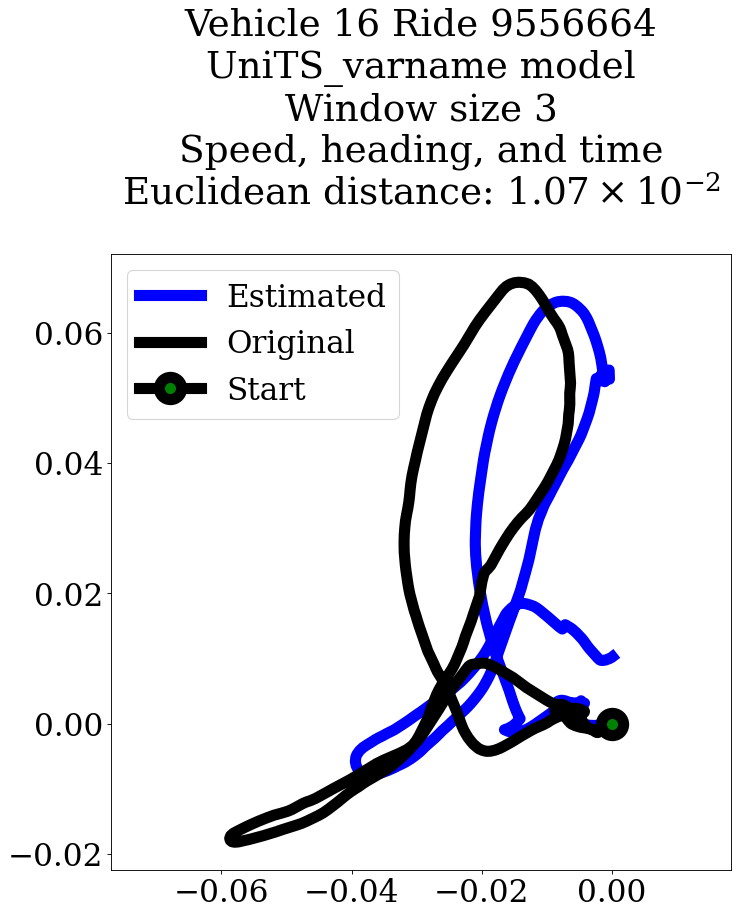 Vehicle 16 Ride 9556664
UniTS_varname model
Window size 3
Speed, heading, and time
Euclidean distance: 1.07 × 10⁻²
Estimated
Original
Start
0.06
0.04
0.02
0.00
−0.02
−0.06
−0.04
−0.02
0.00